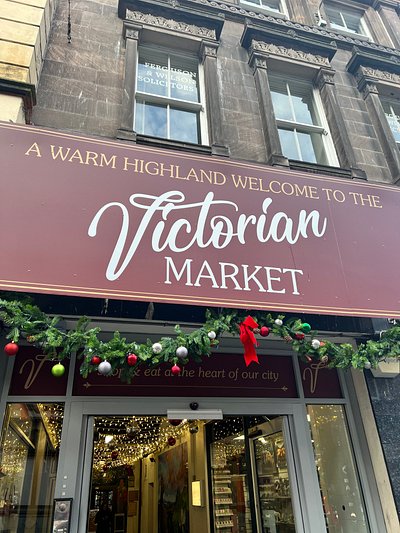 FERGUSON
& WILSON
SOLICITORS
A WARM HIGHLAND WELCOME TO THE
Victorian
MARKET
Shop & eat at the heart of our city
V
V